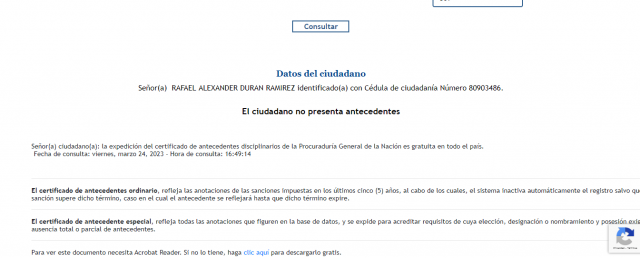 Consultar
Datos del ciudadano
Señor(a) RAFAEL ALEXANDER DURAN RAMIREZ identificado(a) con Cédula de ciudadanía Número 80903486.
El ciudadano no presenta antecedentes
Señor(a) ciudadano(a): la expedición del certificado de antecedentes disciplinarios de la Procuraduría General de la Nación es gratuita en todo el país.
Fecha de consulta: viernes, marzo 24, 2023 - Hora de consulta: 16:49:14
El certificado de antecedentes ordinario, refleja las anotaciones de las sanciones impuestas en los últimos cinco (5) años, al cabo de los cuales, el sistema inactiva automáticamente el registro salvo que
sanción supere dicho término, caso en el cual el antecedente se reflejará hasta que dicho término expire.
El certificado de antecedente especial, refleja todas las anotaciones que figuren en la base de datos, y se expide para acreditar requisitos de cuya elección, designación o nombramiento y posesión
ausencia total o parcial de antecedentes.
Para ver este documento necesita Acrobat Reader. Si no lo tiene, haga clic aquí para descargarlo gratis.